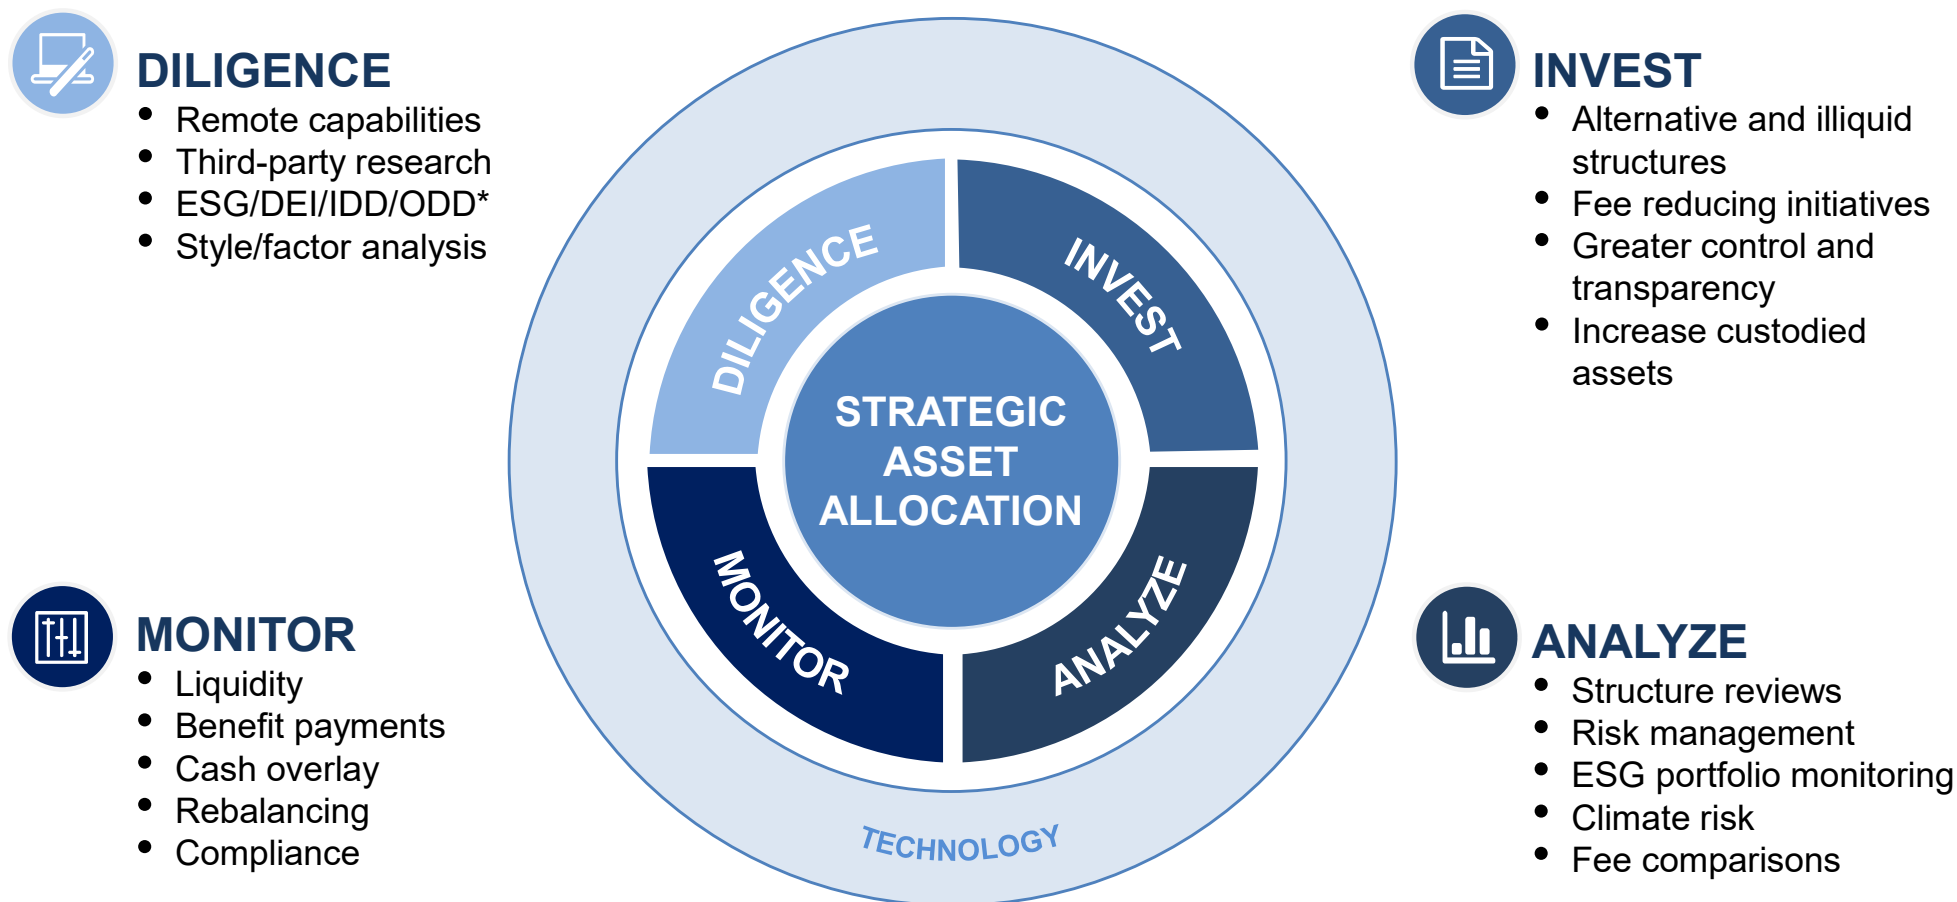 DILIGENCE
• Remote capabilities
• Third-party research
• ESG/DEI/IDD/ODD*
• Style/factor analysis
INVEST
• Alternative and illiquid
structures
• Fee reducing initiatives
• Greater control and
transparency
• Increase custodied
assets
DILIGENCE
INVEST
STRATEGIC
ASSET
ALLOCATION
MONITOR
ANALYZE
TECHNOLOGY
MONITOR
• Liquidity
• Benefit payments
• Cash overlay
• Rebalancing
• Compliance
ANALYZE
• Structure reviews
• Risk management
• ESG portfolio monitoring
• Climate risk
• Fee comparisons